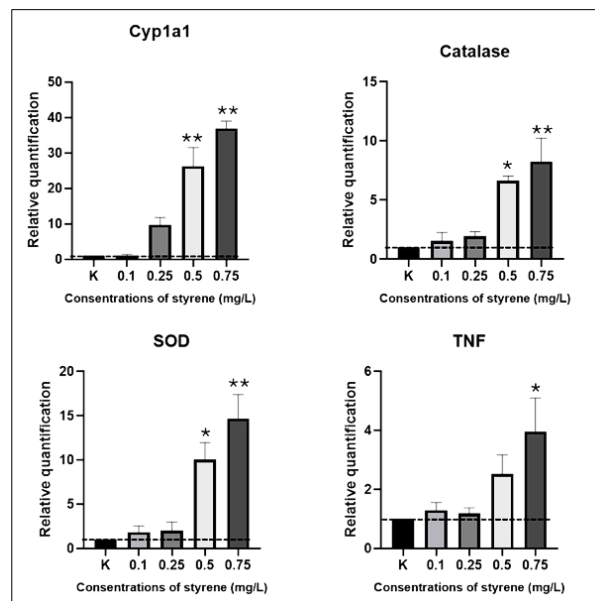 Cyp1a1
Relative quantification
50
40
30
20
10
0
**
**
K 0.1 0.25 0.5 0.75
Consentrations of styrene (mg/L)
Catalase
Relative quantification
15
10
5
0
*
**
K 0.1 0.25 0.5 0.75
Consentrations of styrene (mg/L)
SOD
Relative quantification
20
15
10
5
0
*
**
K 0.1 0.25 0.5 0.75
Consentrations of styrene (mg/L)
TNF
Relative quantification
6
4
2
0
*
K 0.1 0.25 0.5 0.75
Consentrations of styrene (mg/L)